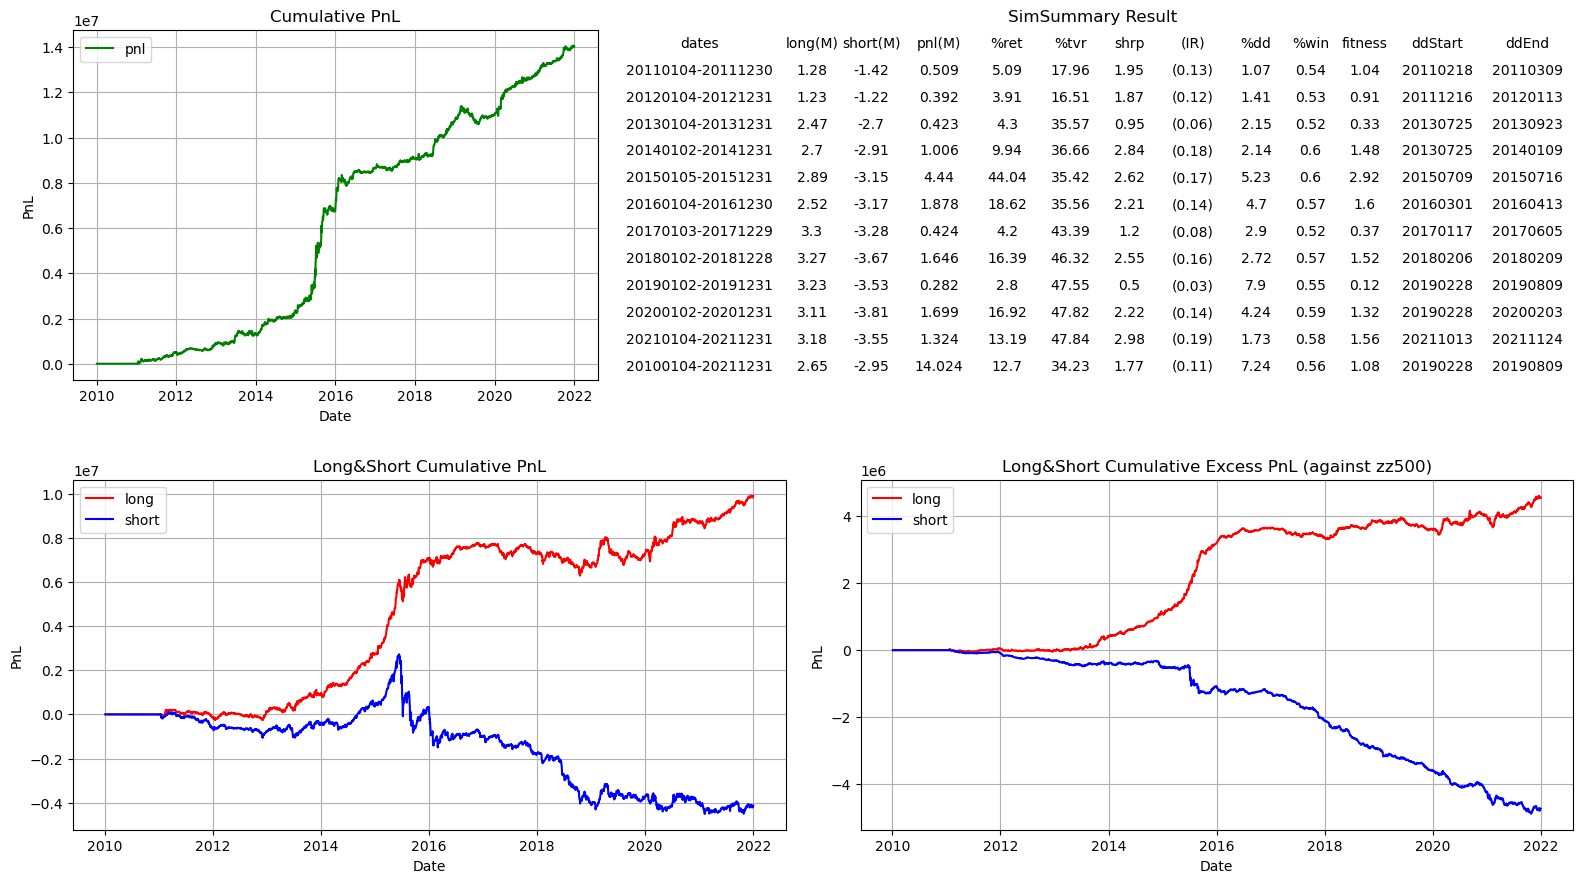 Cumulative PnL
1e7
pnl
1.4
1.2
1.0
0.8
0.6
0.4
0.2
0.0
PnL
2010 2012 2014 2016 2018 2020 2022
Date
SimSummary Result
dates long(M) short(M) pnl(M) %ret %tvr shrp (IR) %dd %win fitness ddStart ddEnd
20110104-20111230 1.28 -1.42 0.509 5.09 17.96 1.95 (0.13) 1.07 0.54 1.04 20110218 20110309
20120104-20121231 1.23 -1.22 0.392 3.91 16.51 1.87 (0.12) 1.41 0.53 0.91 20111216 20120113
20130104-20131231 2.47 -2.7 0.423 4.3 35.57 0.95 (0.06) 2.15 0.52 0.33 20130725 20130923
20140102-20141231 2.7 -2.91 1.006 9.94 36.66 2.84 (0.18) 2.14 0.6 1.48 20130725 20140109
20150105-20151231 2.89 -3.15 4.44 44.04 35.42 2.62 (0.17) 5.23 0.6 2.92 20150709 20150716
20160104-20161230 2.52 -3.17 1.878 18.62 35.56 2.21 (0.14) 4.7 0.57 1.6 20160301 20160413
20170103-20171229 3.3 -3.28 0.424 4.2 43.39 1.2 (0.08) 2.9 0.52 0.37 20170117 20170605
20180102-20181228 3.27 -3.67 1.646 16.39 46.32 2.55 (0.16) 2.72 0.57 1.52 20180206 20180209
20190102-20191231 3.23 -3.53 0.282 2.8 47.55 0.5 (0.03) 7.9 0.55 0.12 20190228 20190809
20200102-20201231 3.11 -3.81 1.699 16.92 47.82 2.22 (0.14) 4.24 0.59 1.32 20190228 20200203
20210104-20211231 3.18 -3.55 1.324 13.19 47.84 2.98 (0.19) 1.73 0.58 1.56 20211013 20211124
20100104-20211231 2.65 -2.95 14.024 12.7 34.23 1.77 (0.11) 7.24 0.56 1.08 20190228 20190809
Long&Short Cumulative PnL
1e7
long
short
1.0
0.8
0.6
0.4
0.2
0.0
−0.2
−0.4
PnL
2010 2012 2014 2016 2018 2020 2022
Date
Long&Short Cumulative Excess PnL (against zz500)
1e6
long
short
4
2
0
−2
−4
PnL
2010 2012 2014 2016 2018 2020 2022
Date